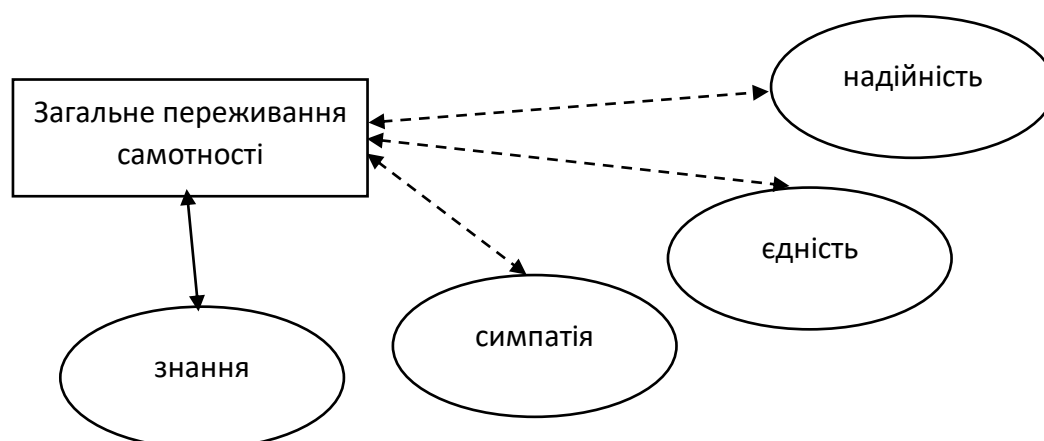 Загальне переживання
самотності
надійність
єдність
симпатія
знання